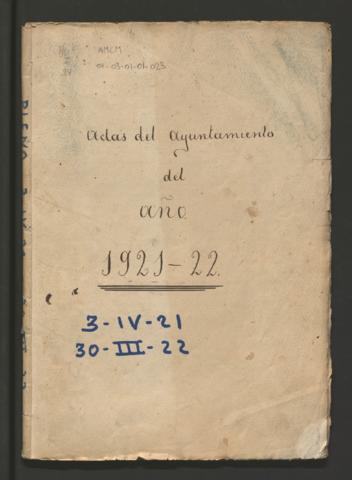 AMCM
01-03-01-01-023
Actas del Ayuntamiento
del
año
1921-22.
3-IV-21
30-III-22